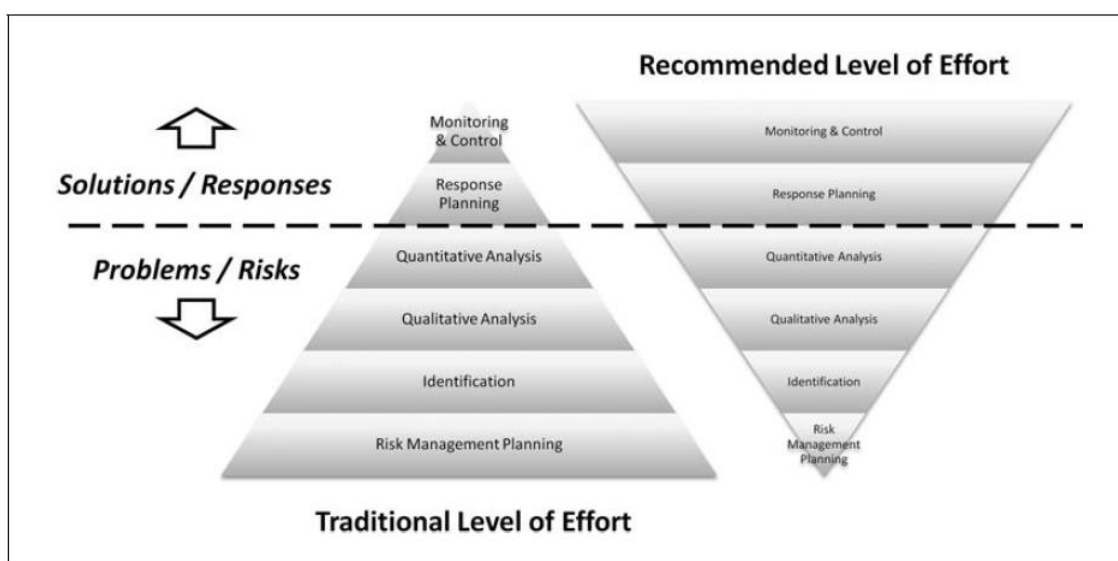 Recommended Level of Effort
Monitoring
& Control
Monitoring & Control
Solutions / Responses
Response
Planning
Response Planning
Problems / Risks
Quantitative Analysis
Quantitative Analysis
Qualitative Analysis
Qualitative Analysis
Identification
Identification
Risk Management Planning
Risk
Management
Planning
Traditional Level of Effort